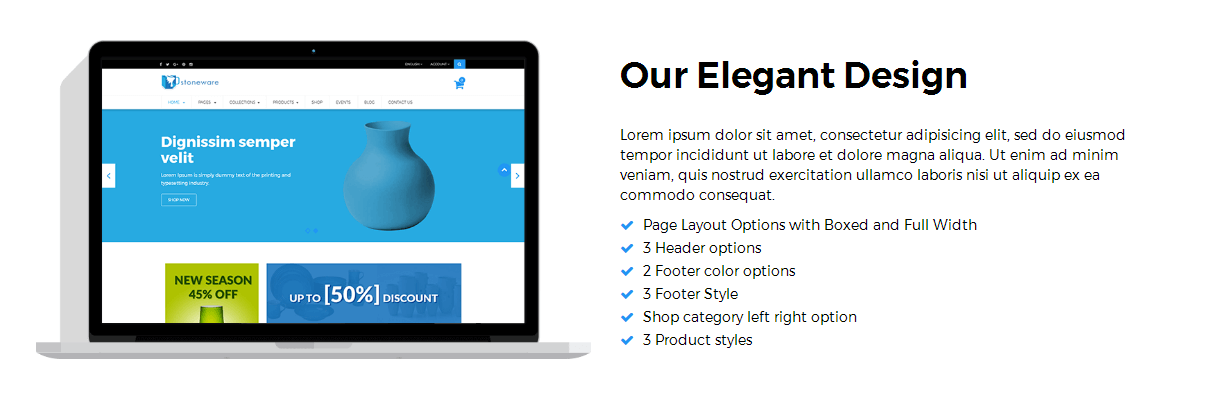 ENGLISH
ACCOUNT
stoneware
2
HOME
PAGES
COLLECTIONS
PRODUCTS
SHOP
EVENTS
BLOG
CONTACT US
Dignissim semper
velit
Lorem Ipsum is simply dummy text of the printing and
typesetting industry.
SHOP NOW
NEW SEASON
45% OFF
UP TO [50%] DISCOUNT
Our Elegant Design
Lorem ipsum dolor sit amet, consectetur adipisicing elit, sed do eiusmod
tempor incididunt ut labore et dolore magna aliqua. Ut enim ad minim
veniam, quis nostrud exercitation ullamco laboris nisi ut aliquip ex ea
commodo consequat.
Page Layout Options with Boxed and Full Width
3 Header options
2 Footer color options
3 Footer Style
Shop category left right option
3 Product styles